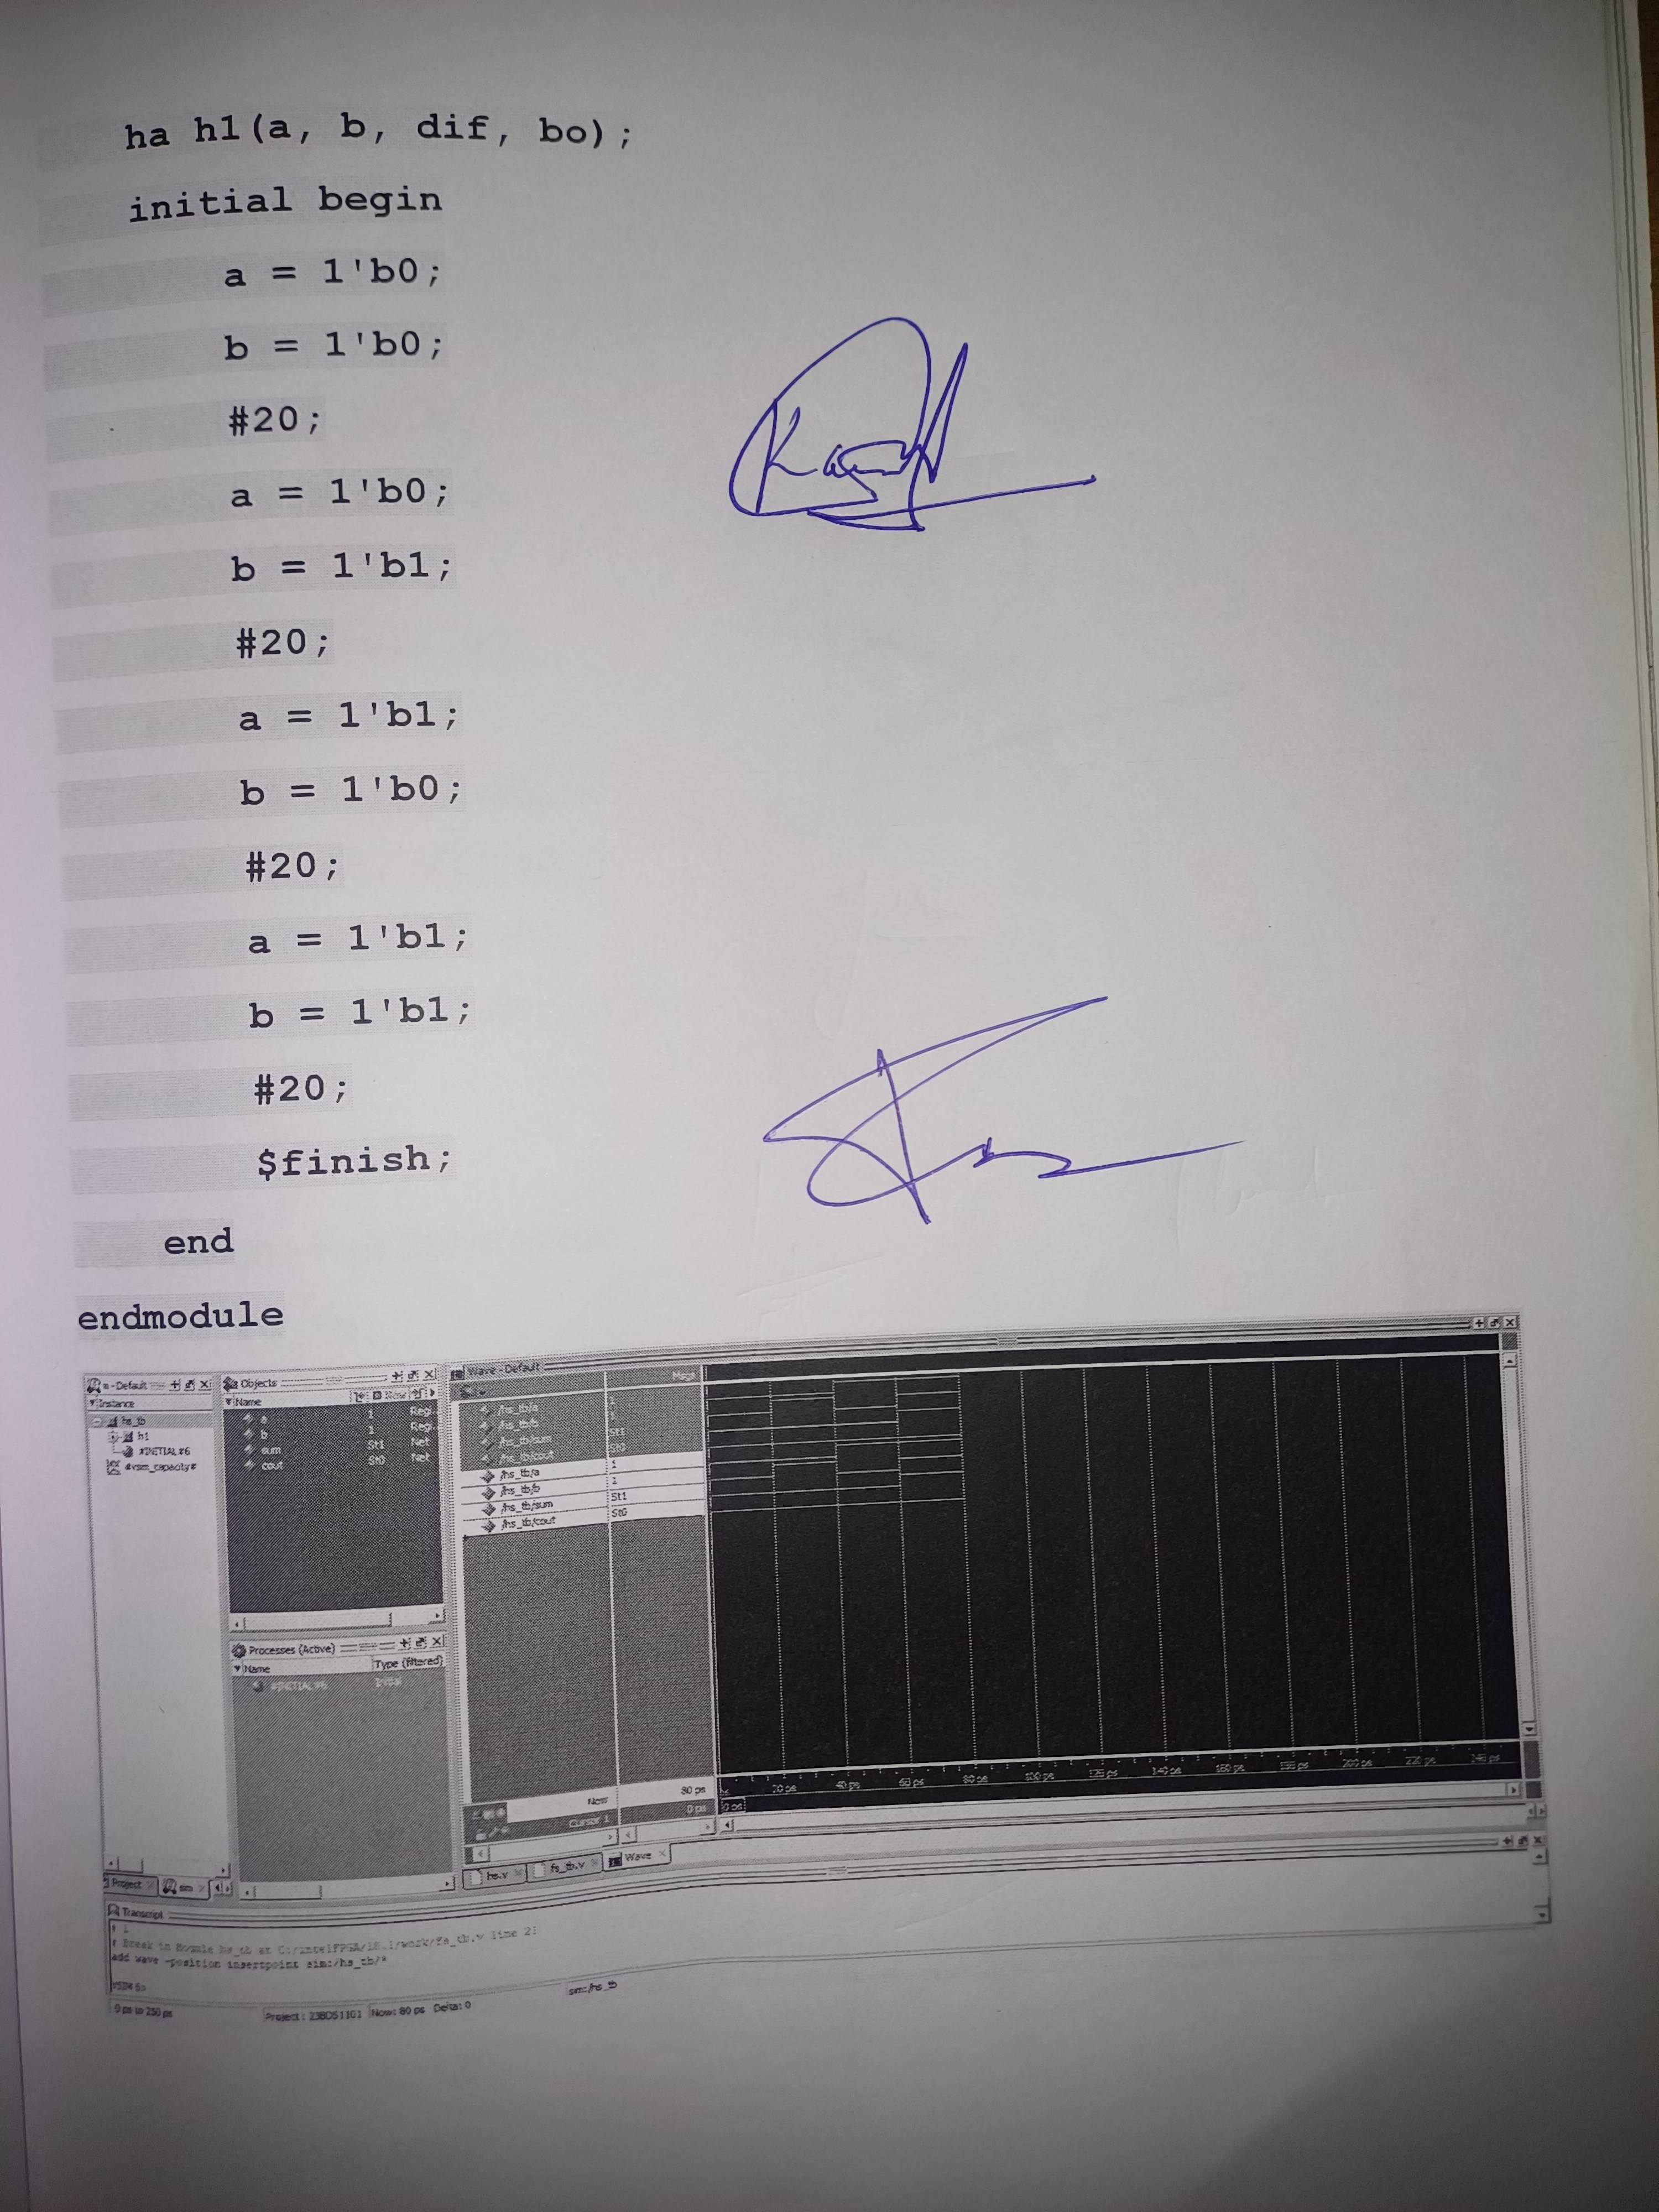 ha h1(a, b, dif, bo);
initial begin
a = 1'b0;
b = 1'b0;
#20;
a = 1'b0;
b = 1'b1;
#20;
a = 1'b1;
b = 1'b0;
#20;
a = 1'b1;
b = 1'b1;
#20;
$finish;
end
endmodule
Default
Instance
hs_tb
h1
#INITIAL#6
#vsim_capacity#
Objects
Name
Now
a 1 Regi
b 1 Regi
sum St1 Net
cout St0 Net
Processes (Active)
Name Type (filtered)
#INITIAL#6 Initial
Wave - Default
Msgs
/hs_tb/a 1
/hs_tb/b 1
/hs_tb/sum St1
/hs_tb/cout St0
/hs_tb/a 1
/hs_tb/b 1
/hs_tb/sum St1
/hs_tb/cout St0
Now 80 ps
Cursor 1 0 ps
20 ps 40 ps 60 ps 80 ps 100 ps 120 ps 140 ps 160 ps 180 ps 200 ps 220 ps 240 ps
0 ps
Project sim
hs.v fs_tb.v Wave
Transcript
# 1
# Break in Module hs_tb at C:/intelFPGA/18.1/work/fs_tb.v line 21
add wave -position insertpoint sim:/hs_tb/*
VSIM 6>
0 ps to 250 ps Now: 80 ps Delta: 0 sim:/hs_tb